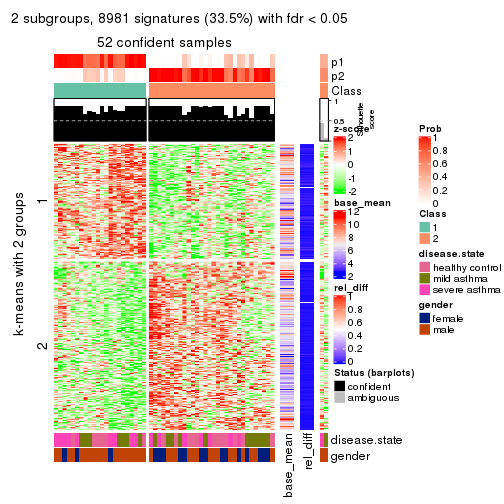 2 subgroups, 8981 signatures (33.5%) with fdr < 0.05
52 confident samples
p1
p2
Class
1
0.5
0
Silhouette
score
k-means with 2 groups
1
2
z-score
2
1
0
-1
-2
base_mean
12
10
8
6
4
2
rel_diff
1
0.8
0.6
0.4
0.2
0
Status (barplots)
confident
ambiguous
Prob
1
0.8
0.6
0.4
0.2
0
Class
1
2
disease.state
healthy control
mild asthma
severe asthma
gender
female
male
disease.state
gender
base_mean
rel_diff